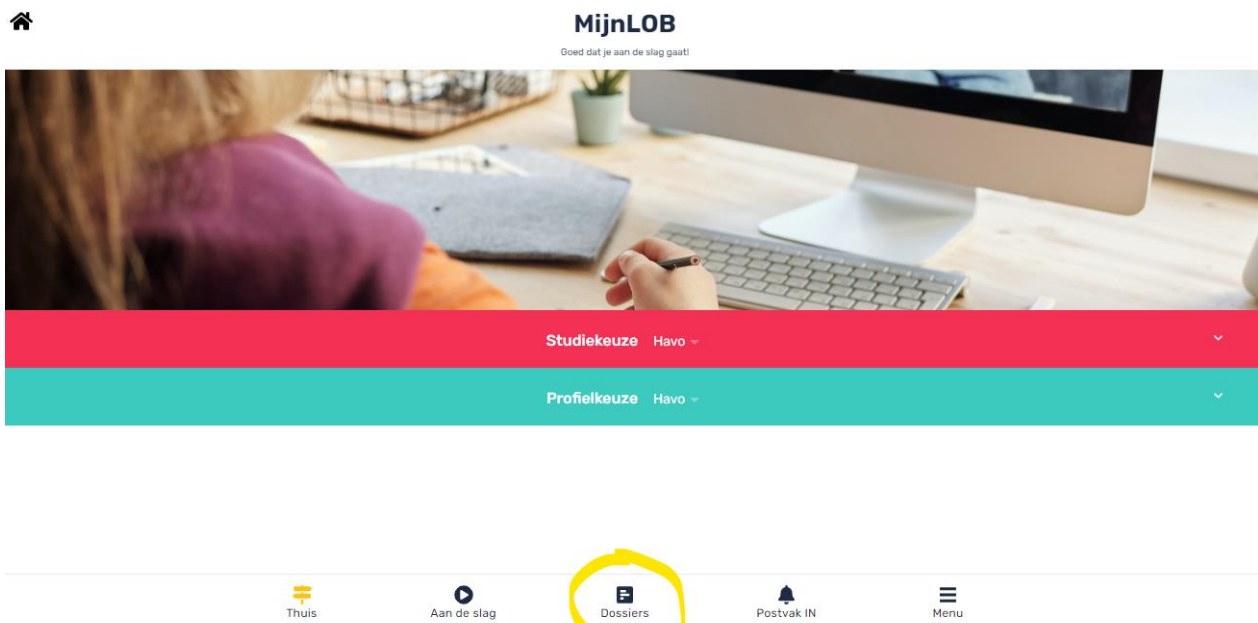 MijnLOB
Goed dat je aan de slag gaat!
Studiekeuze Havo
Profielkeuze Havo
Thuis
Aan de slag
Dossiers
Postvak IN
Menu